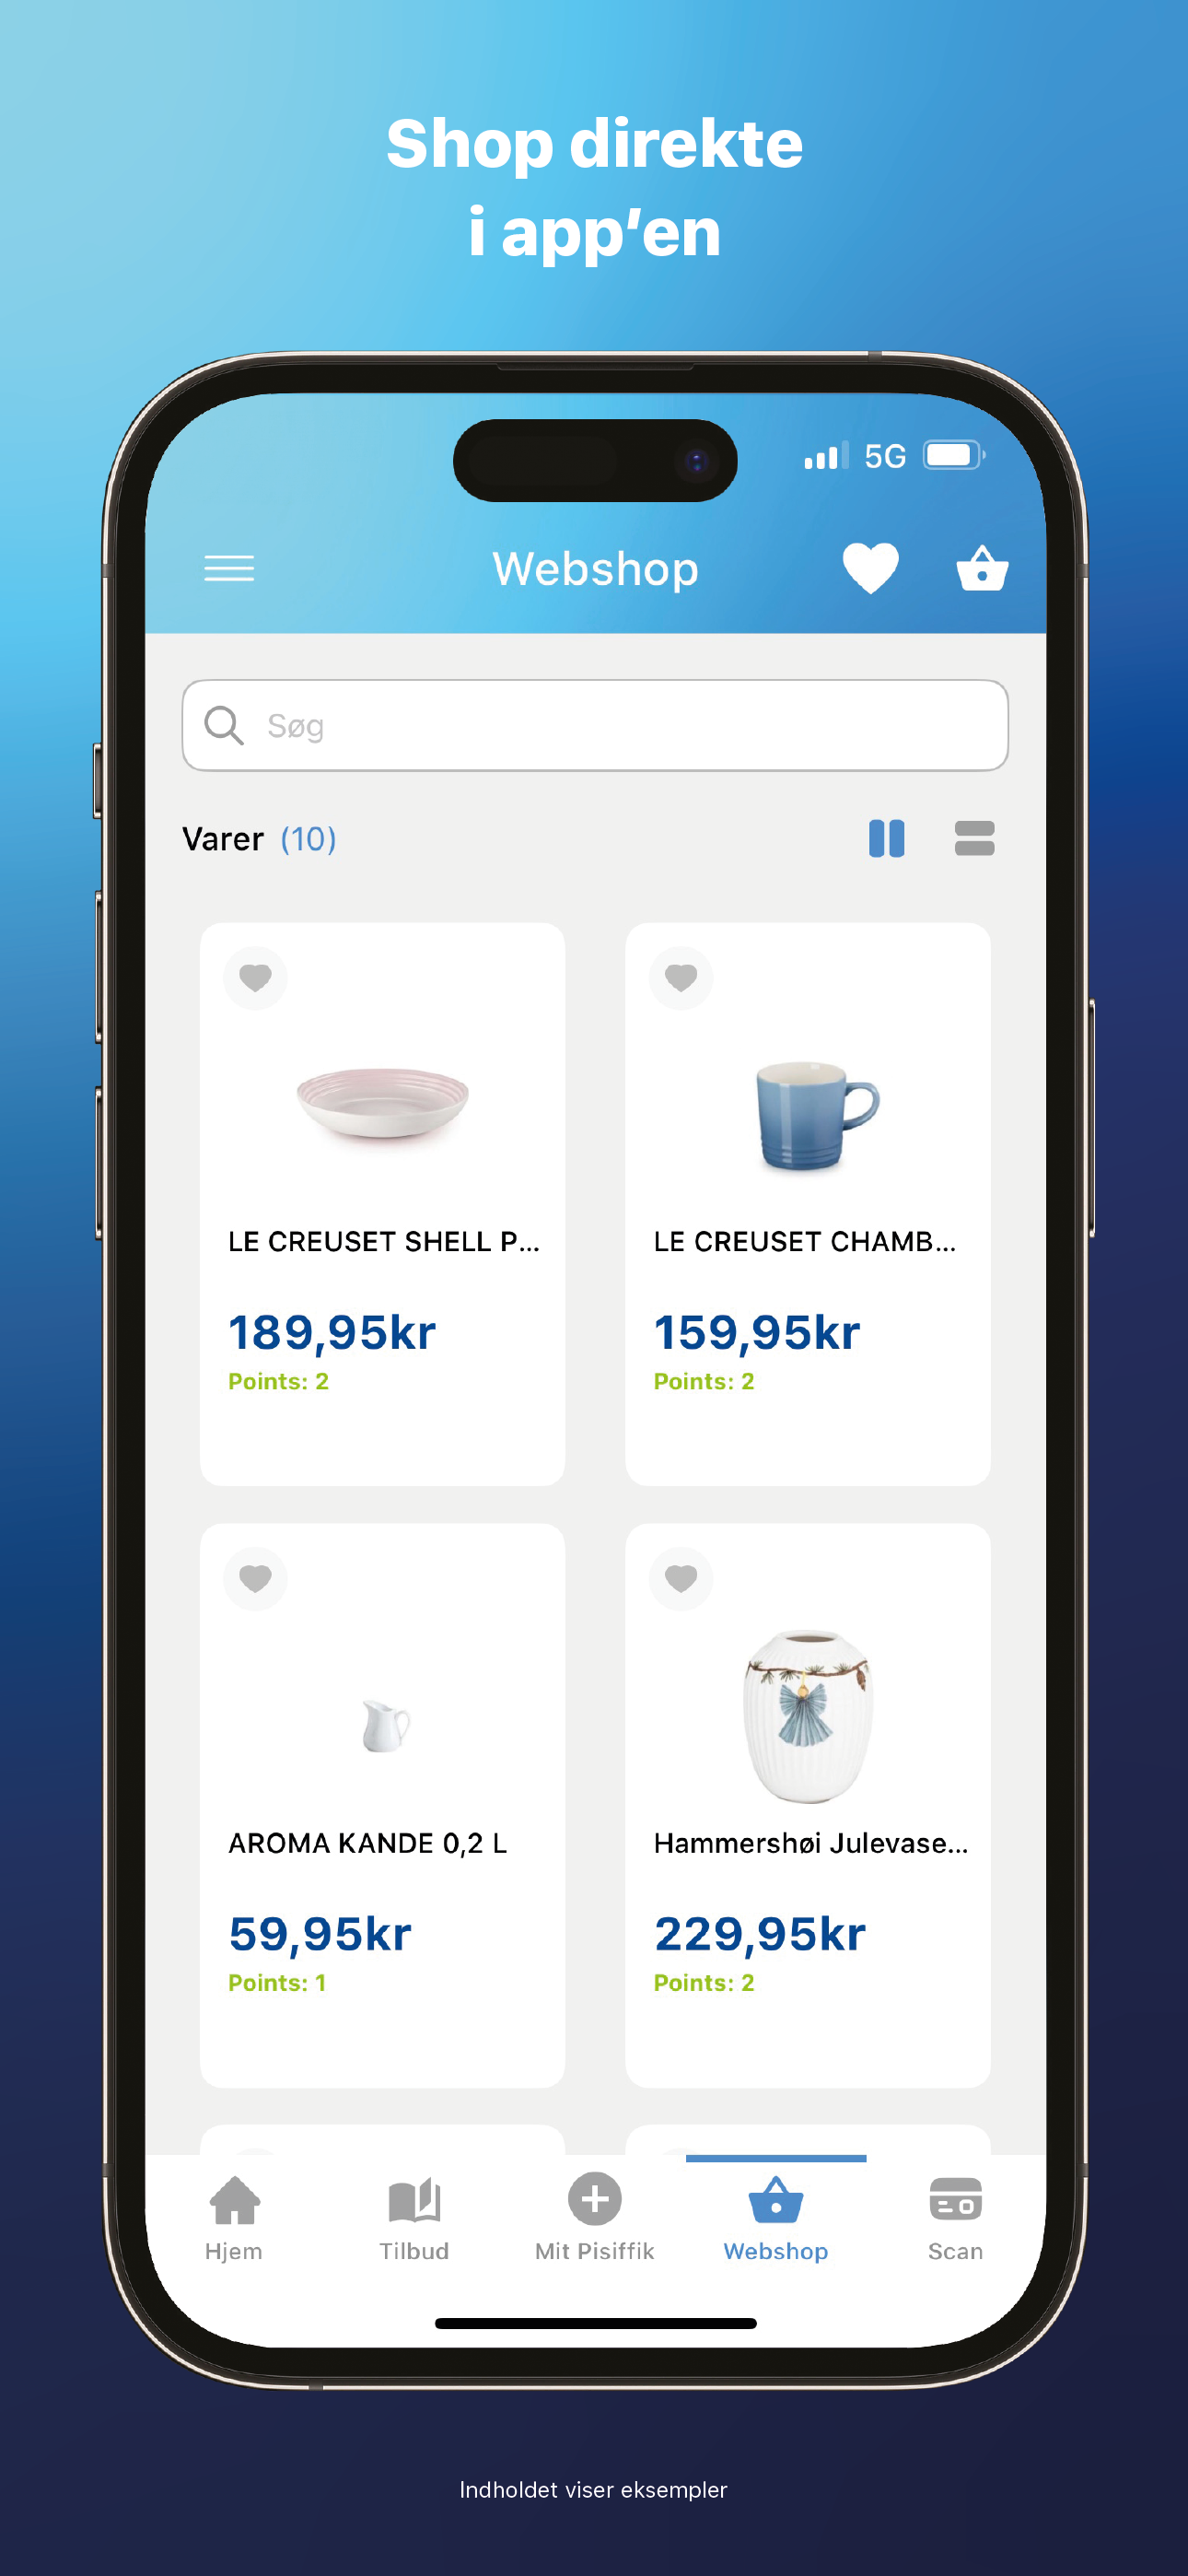 Shop direkte
i app’en
5G
Webshop
Søg
Varer (10)
LE CREUSET SHELL P...
189,95kr
Points: 2
LE CREUSET CHAMB...
159,95kr
Points: 2
AROMA KANDE 0,2 L
59,95kr
Points: 1
Hammershøi Julevase...
229,95kr
Points: 2
Hjem
Tilbud
Mit Pisiffik
Webshop
Scan
Indholdet viser eksempler